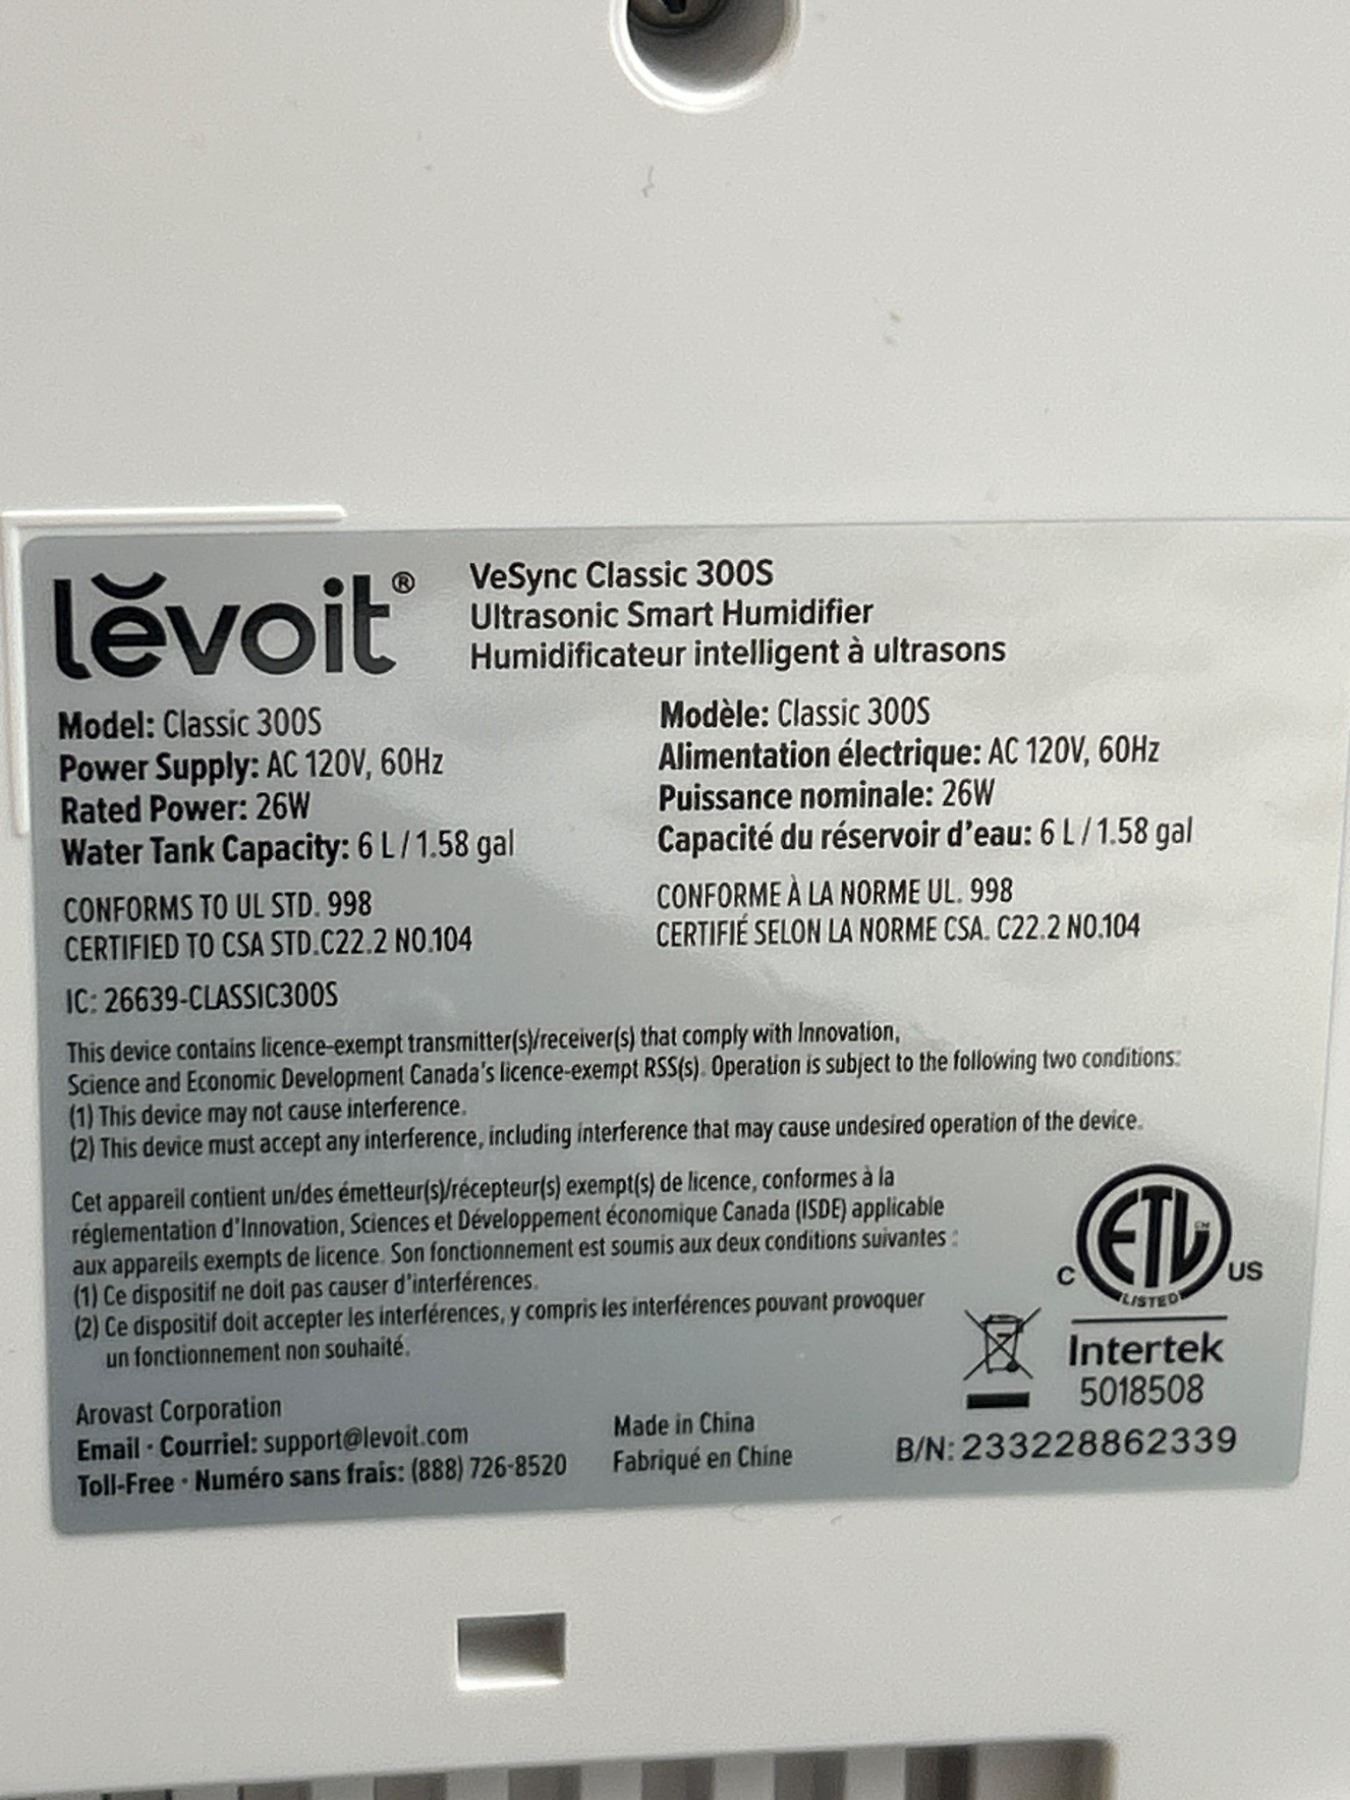 lĕvoit®
VeSync Classic 300S
Ultrasonic Smart Humidifier
Humidificateur intelligent à ultrasons
Model: Classic 300S
Power Supply: AC 120V, 60Hz
Rated Power: 26W
Water Tank Capacity: 6 L / 1.58 gal
CONFORMS TO UL STD. 998
CERTIFIED TO CSA STD.C22.2 NO.104
Modèle: Classic 300S
Alimentation électrique: AC 120V, 60Hz
Puissance nominale: 26W
Capacité du réservoir d'eau: 6 L / 1.58 gal
CONFORME À LA NORME UL. 998
CERTIFIÉ SELON LA NORME CSA. C22.2 NO.104
IC: 26639-CLASSIC300S
This device contains licence-exempt transmitter(s)/receiver(s) that comply with Innovation,
Science and Economic Development Canada's licence-exempt RSS(s). Operation is subject to the following two conditions:
(1) This device may not cause interference.
(2) This device must accept any interference, including interference that may cause undesired operation of the device.
Cet appareil contient un/des émetteur(s)/récepteur(s) exempt(s) de licence, conformes à la
réglementation d'Innovation, Sciences et Développement économique Canada (ISDE) applicable
aux appareils exempts de licence. Son fonctionnement est soumis aux deux conditions suivantes :
(1) Ce dispositif ne doit pas causer d'interférences.
(2) Ce dispositif doit accepter les interférences, y compris les interférences pouvant provoquer
un fonctionnement non souhaité.
C ETL CM US
LISTED
Intertek
5018508
Arovast Corporation
Email · Courriel: support@levoit.com
Toll-Free · Numéro sans frais: (888) 726-8520
Made in China
Fabriqué en Chine
B/N: 233228862339